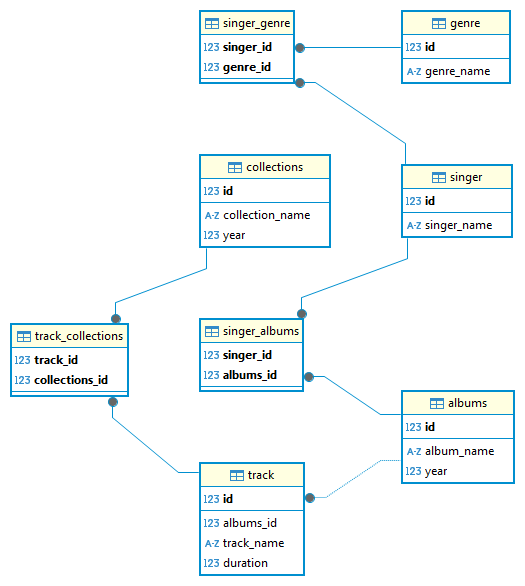 singer_genre
123 singer_id
123 genre_id
genre
123 id
A-Z genre_name
collections
123 id
A-Z collection_name
123 year
singer
123 id
A-Z singer_name
track_collections
123 track_id
123 collections_id
singer_albums
123 singer_id
123 albums_id
albums
123 id
A-Z album_name
123 year
track
123 id
123 albums_id
A-Z track_name
123 duration